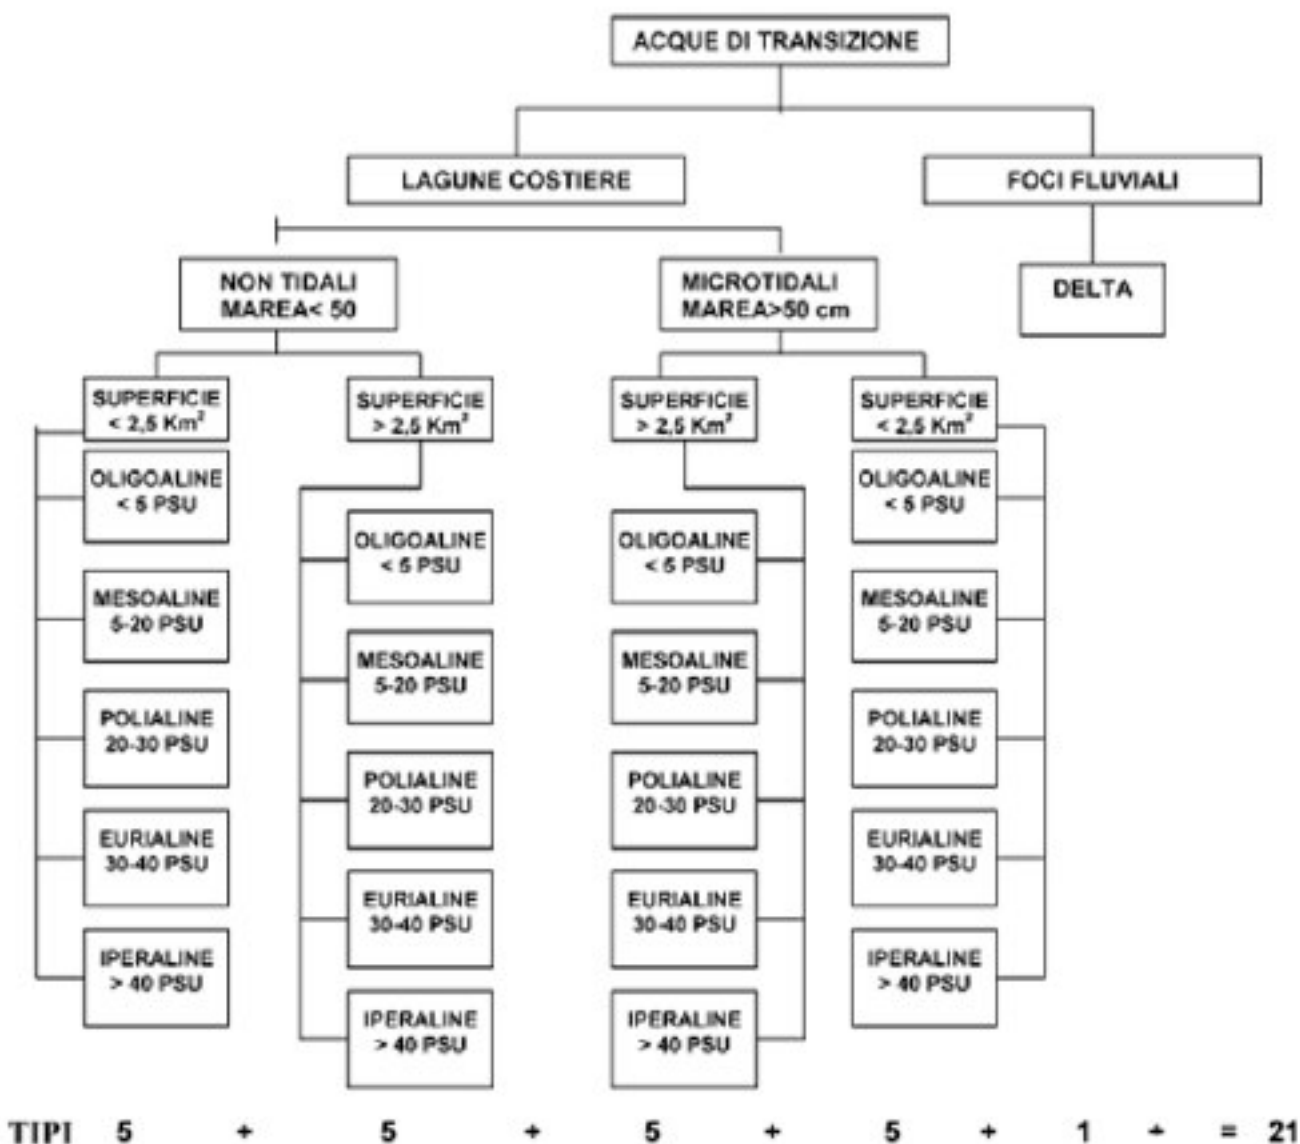 ACQUE DI TRANSIZIONE
LAGUNE COSTIERE
FOCI FLUVIALI
NON TIDALI
MAREA< 50
MICROTIDALI
MAREA>50 cm
DELTA
SUPERFICIE
< 2,5 Km²
OLIGOALINE
< 5 PSU
MESOALINE
5-20 PSU
POLIALINE
20-30 PSU
EURIALINE
30-40 PSU
IPERALINE
> 40 PSU
SUPERFICIE
> 2,5 Km²
OLIGOALINE
< 5 PSU
MESOALINE
5-20 PSU
POLIALINE
20-30 PSU
EURIALINE
30-40 PSU
IPERALINE
> 40 PSU
SUPERFICIE
> 2,5 Km²
OLIGOALINE
< 5 PSU
MESOALINE
5-20 PSU
POLIALINE
20-30 PSU
EURIALINE
30-40 PSU
IPERALINE
> 40 PSU
SUPERFICIE
< 2,5 Km²
OLIGOALINE
< 5 PSU
MESOALINE
5-20 PSU
POLIALINE
20-30 PSU
EURIALINE
30-40 PSU
IPERALINE
> 40 PSU
TIPI 5 + 5 + 5 + 5 + 1 + = 21